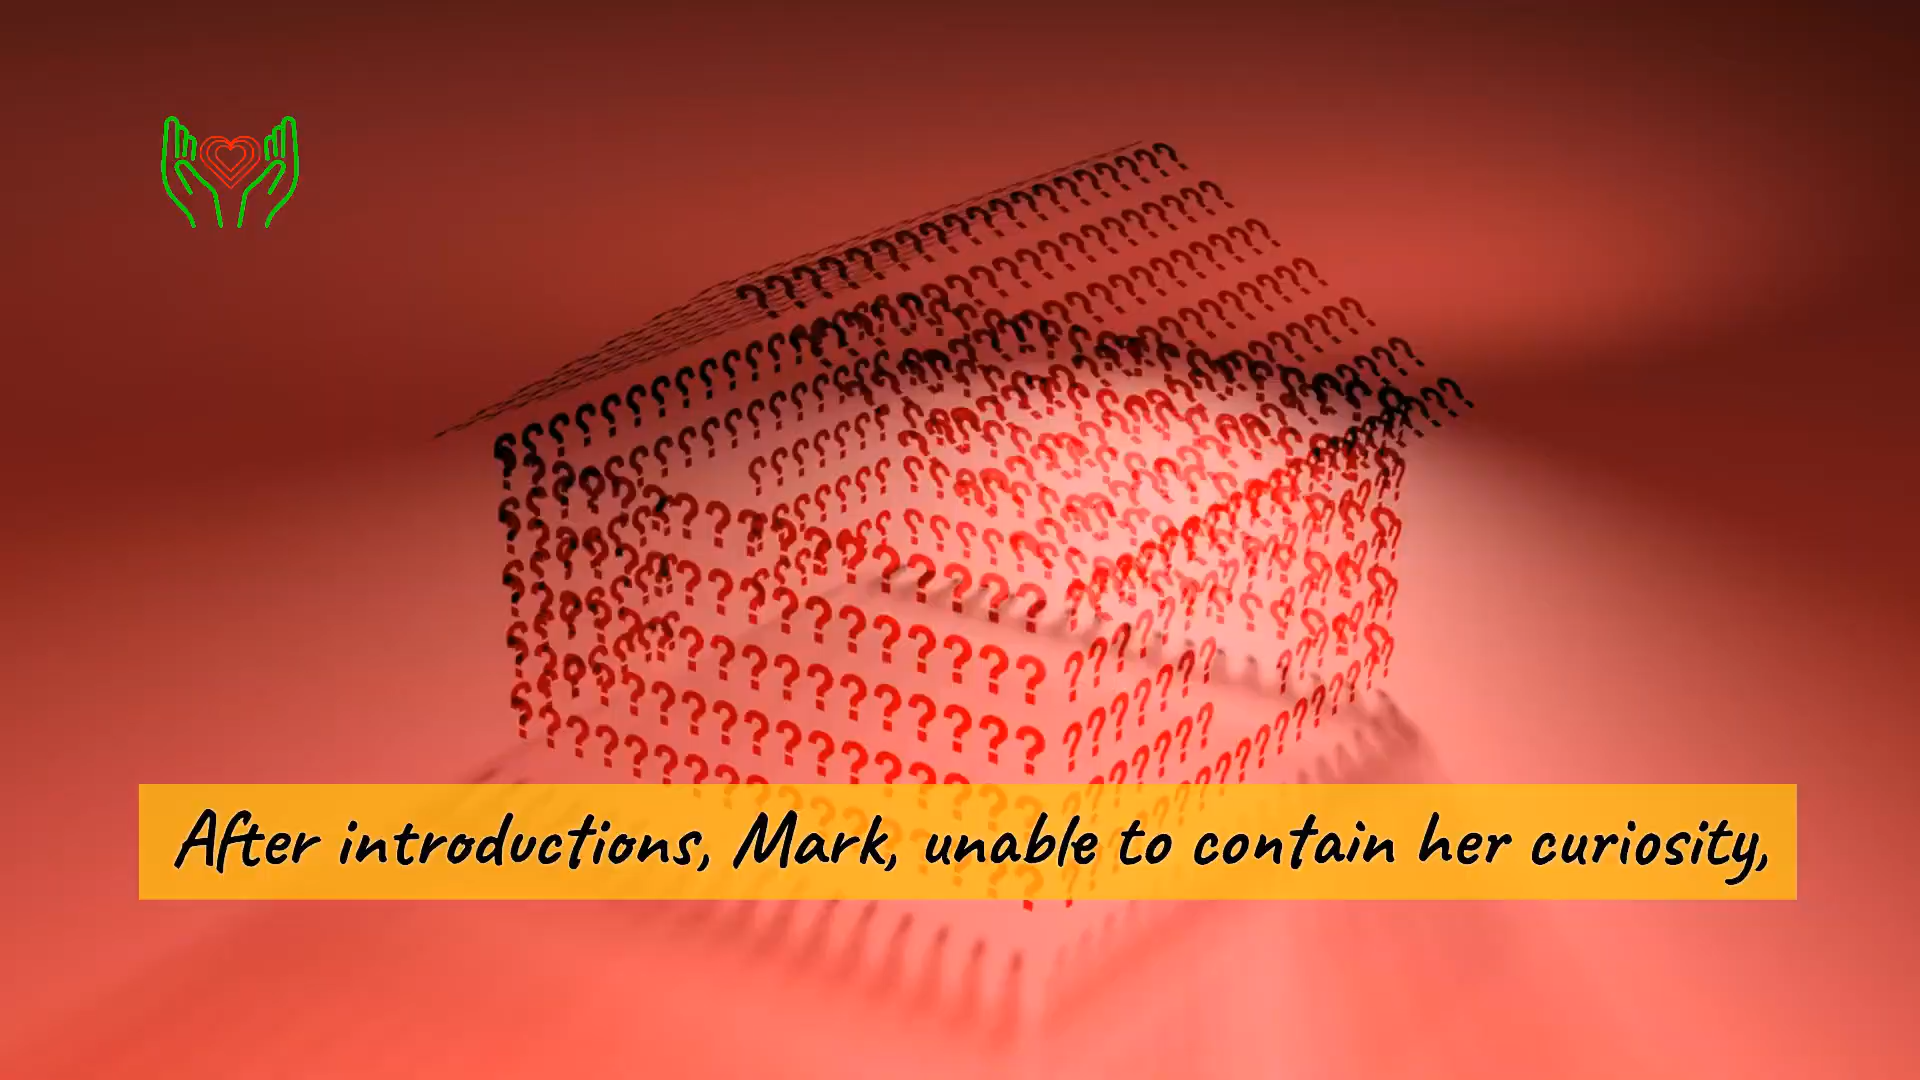 After introductions, Mark, unable to contain her curiosity,